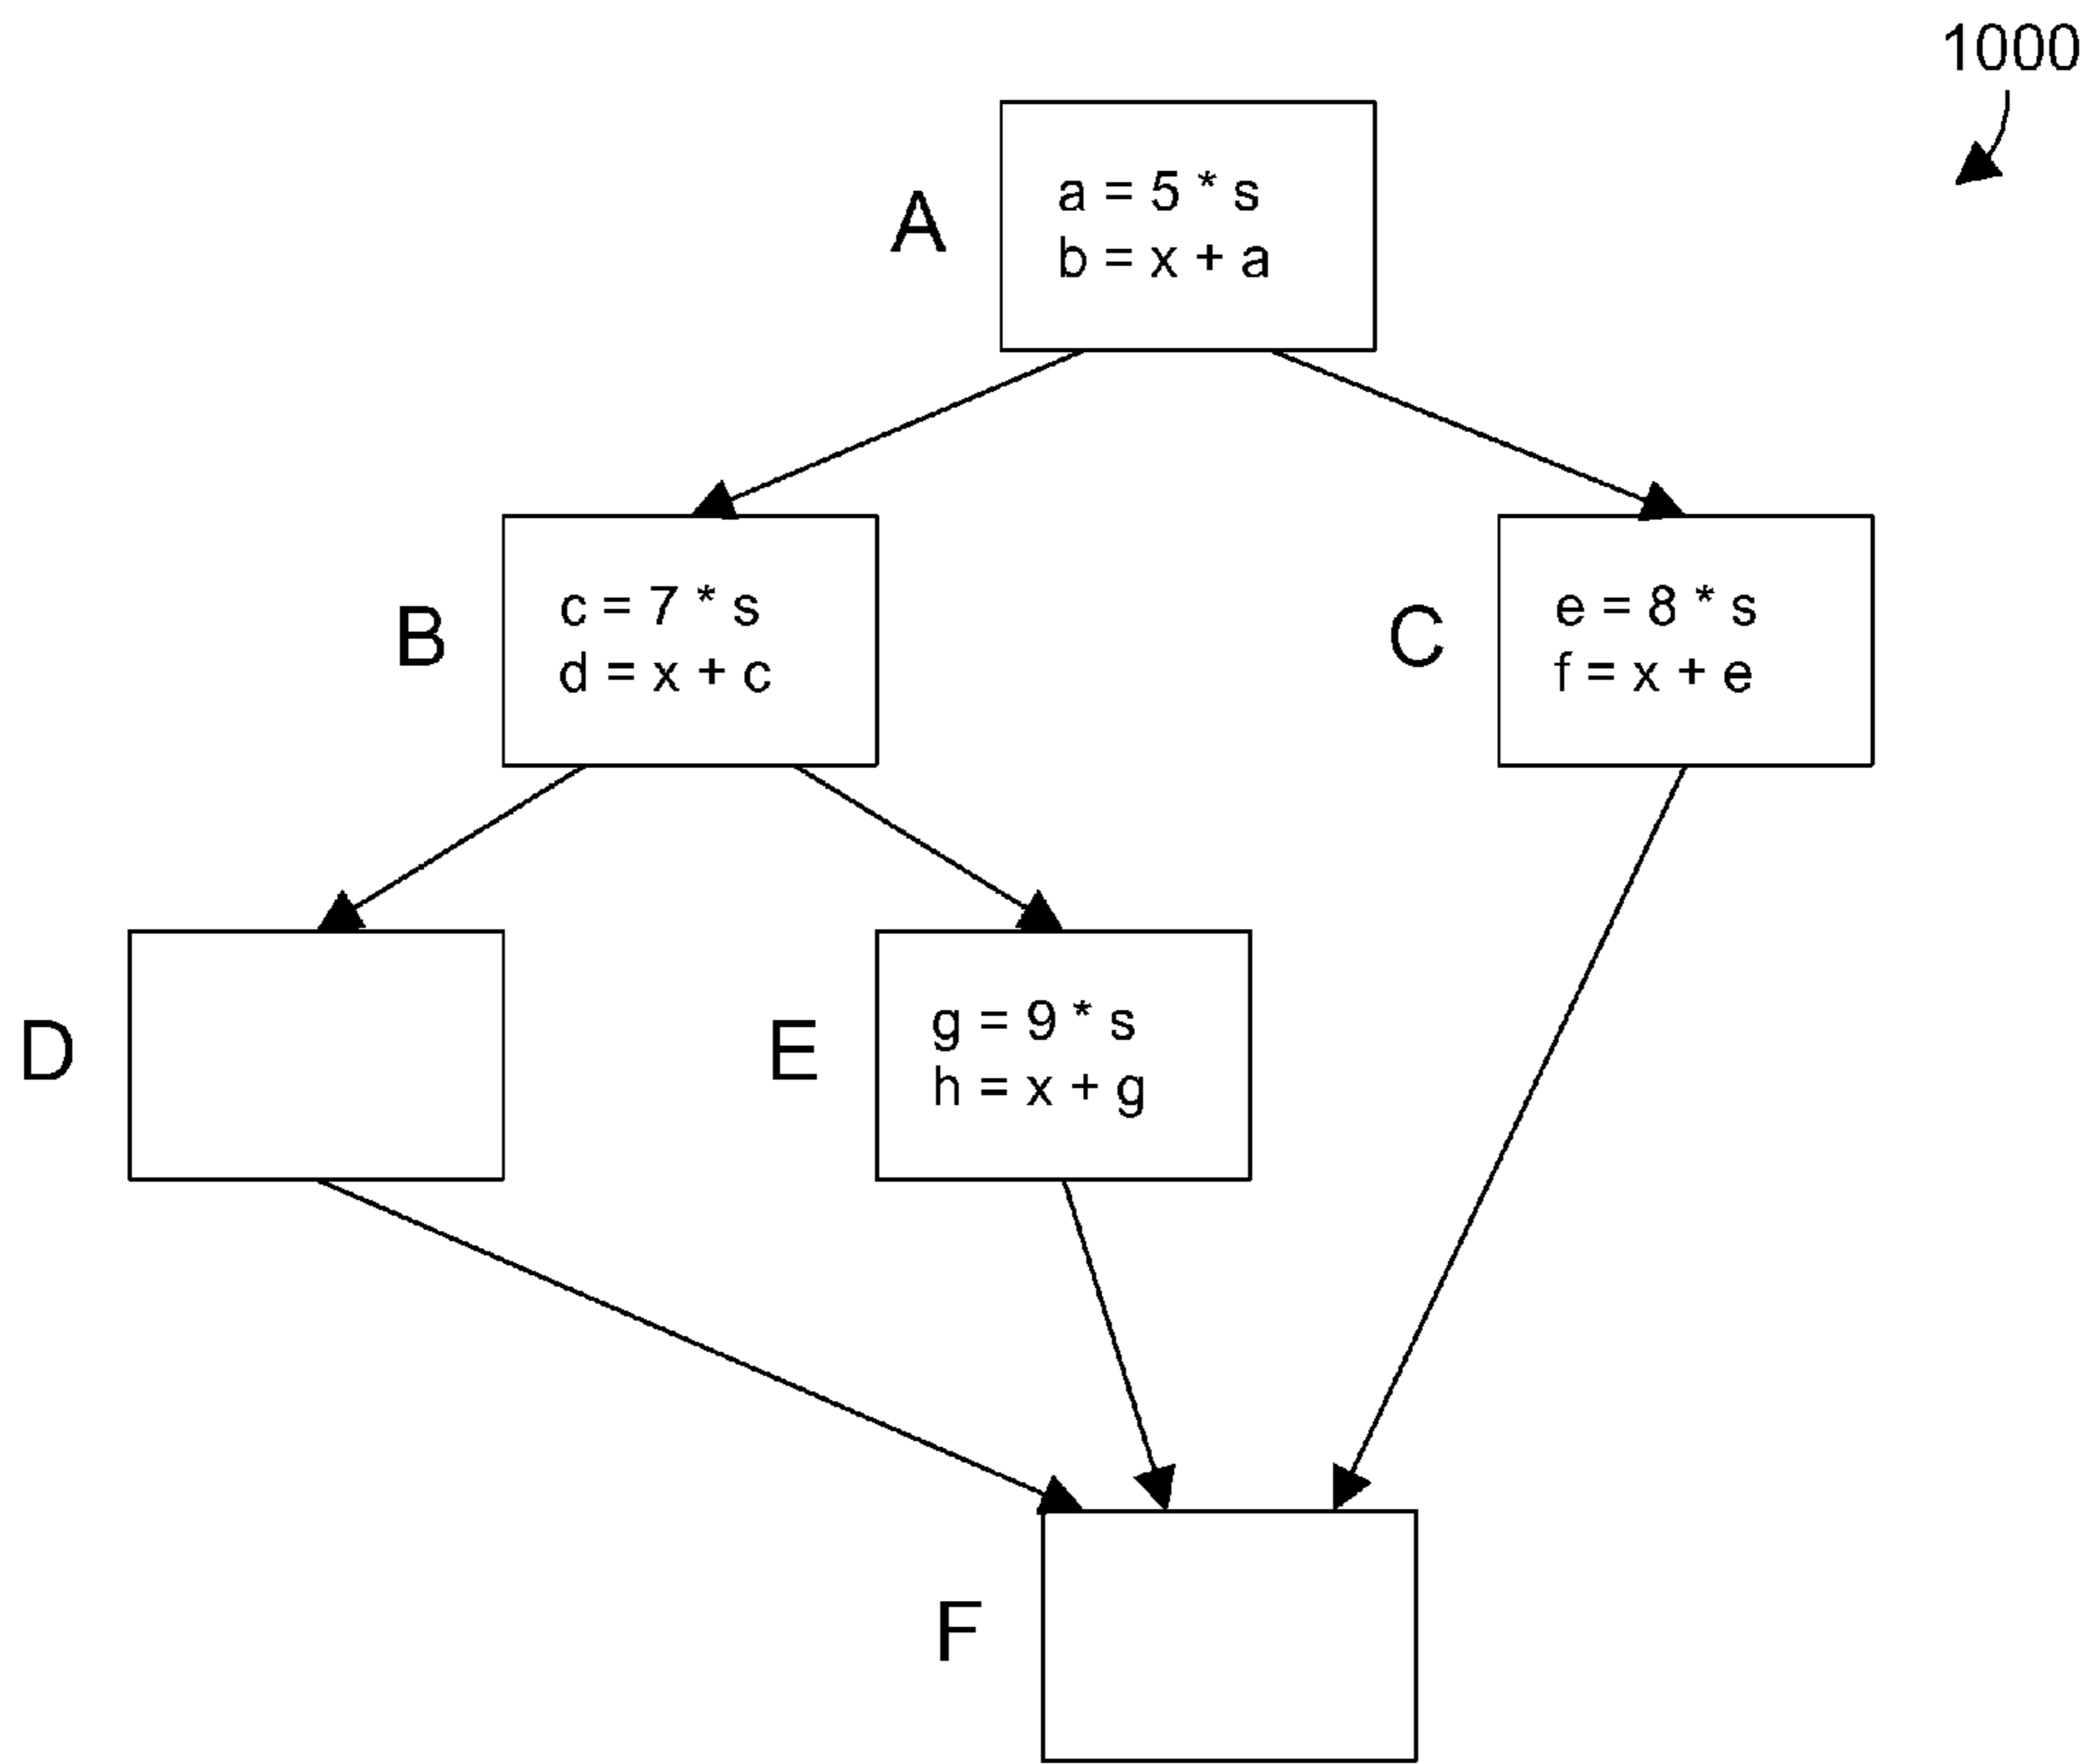 1000
A
a = 5 * s
b = x + a
B
c = 7 * s
d = x + c
C
e = 8 * s
f = x + e
D
E
g = 9 * s
h = x + g
F